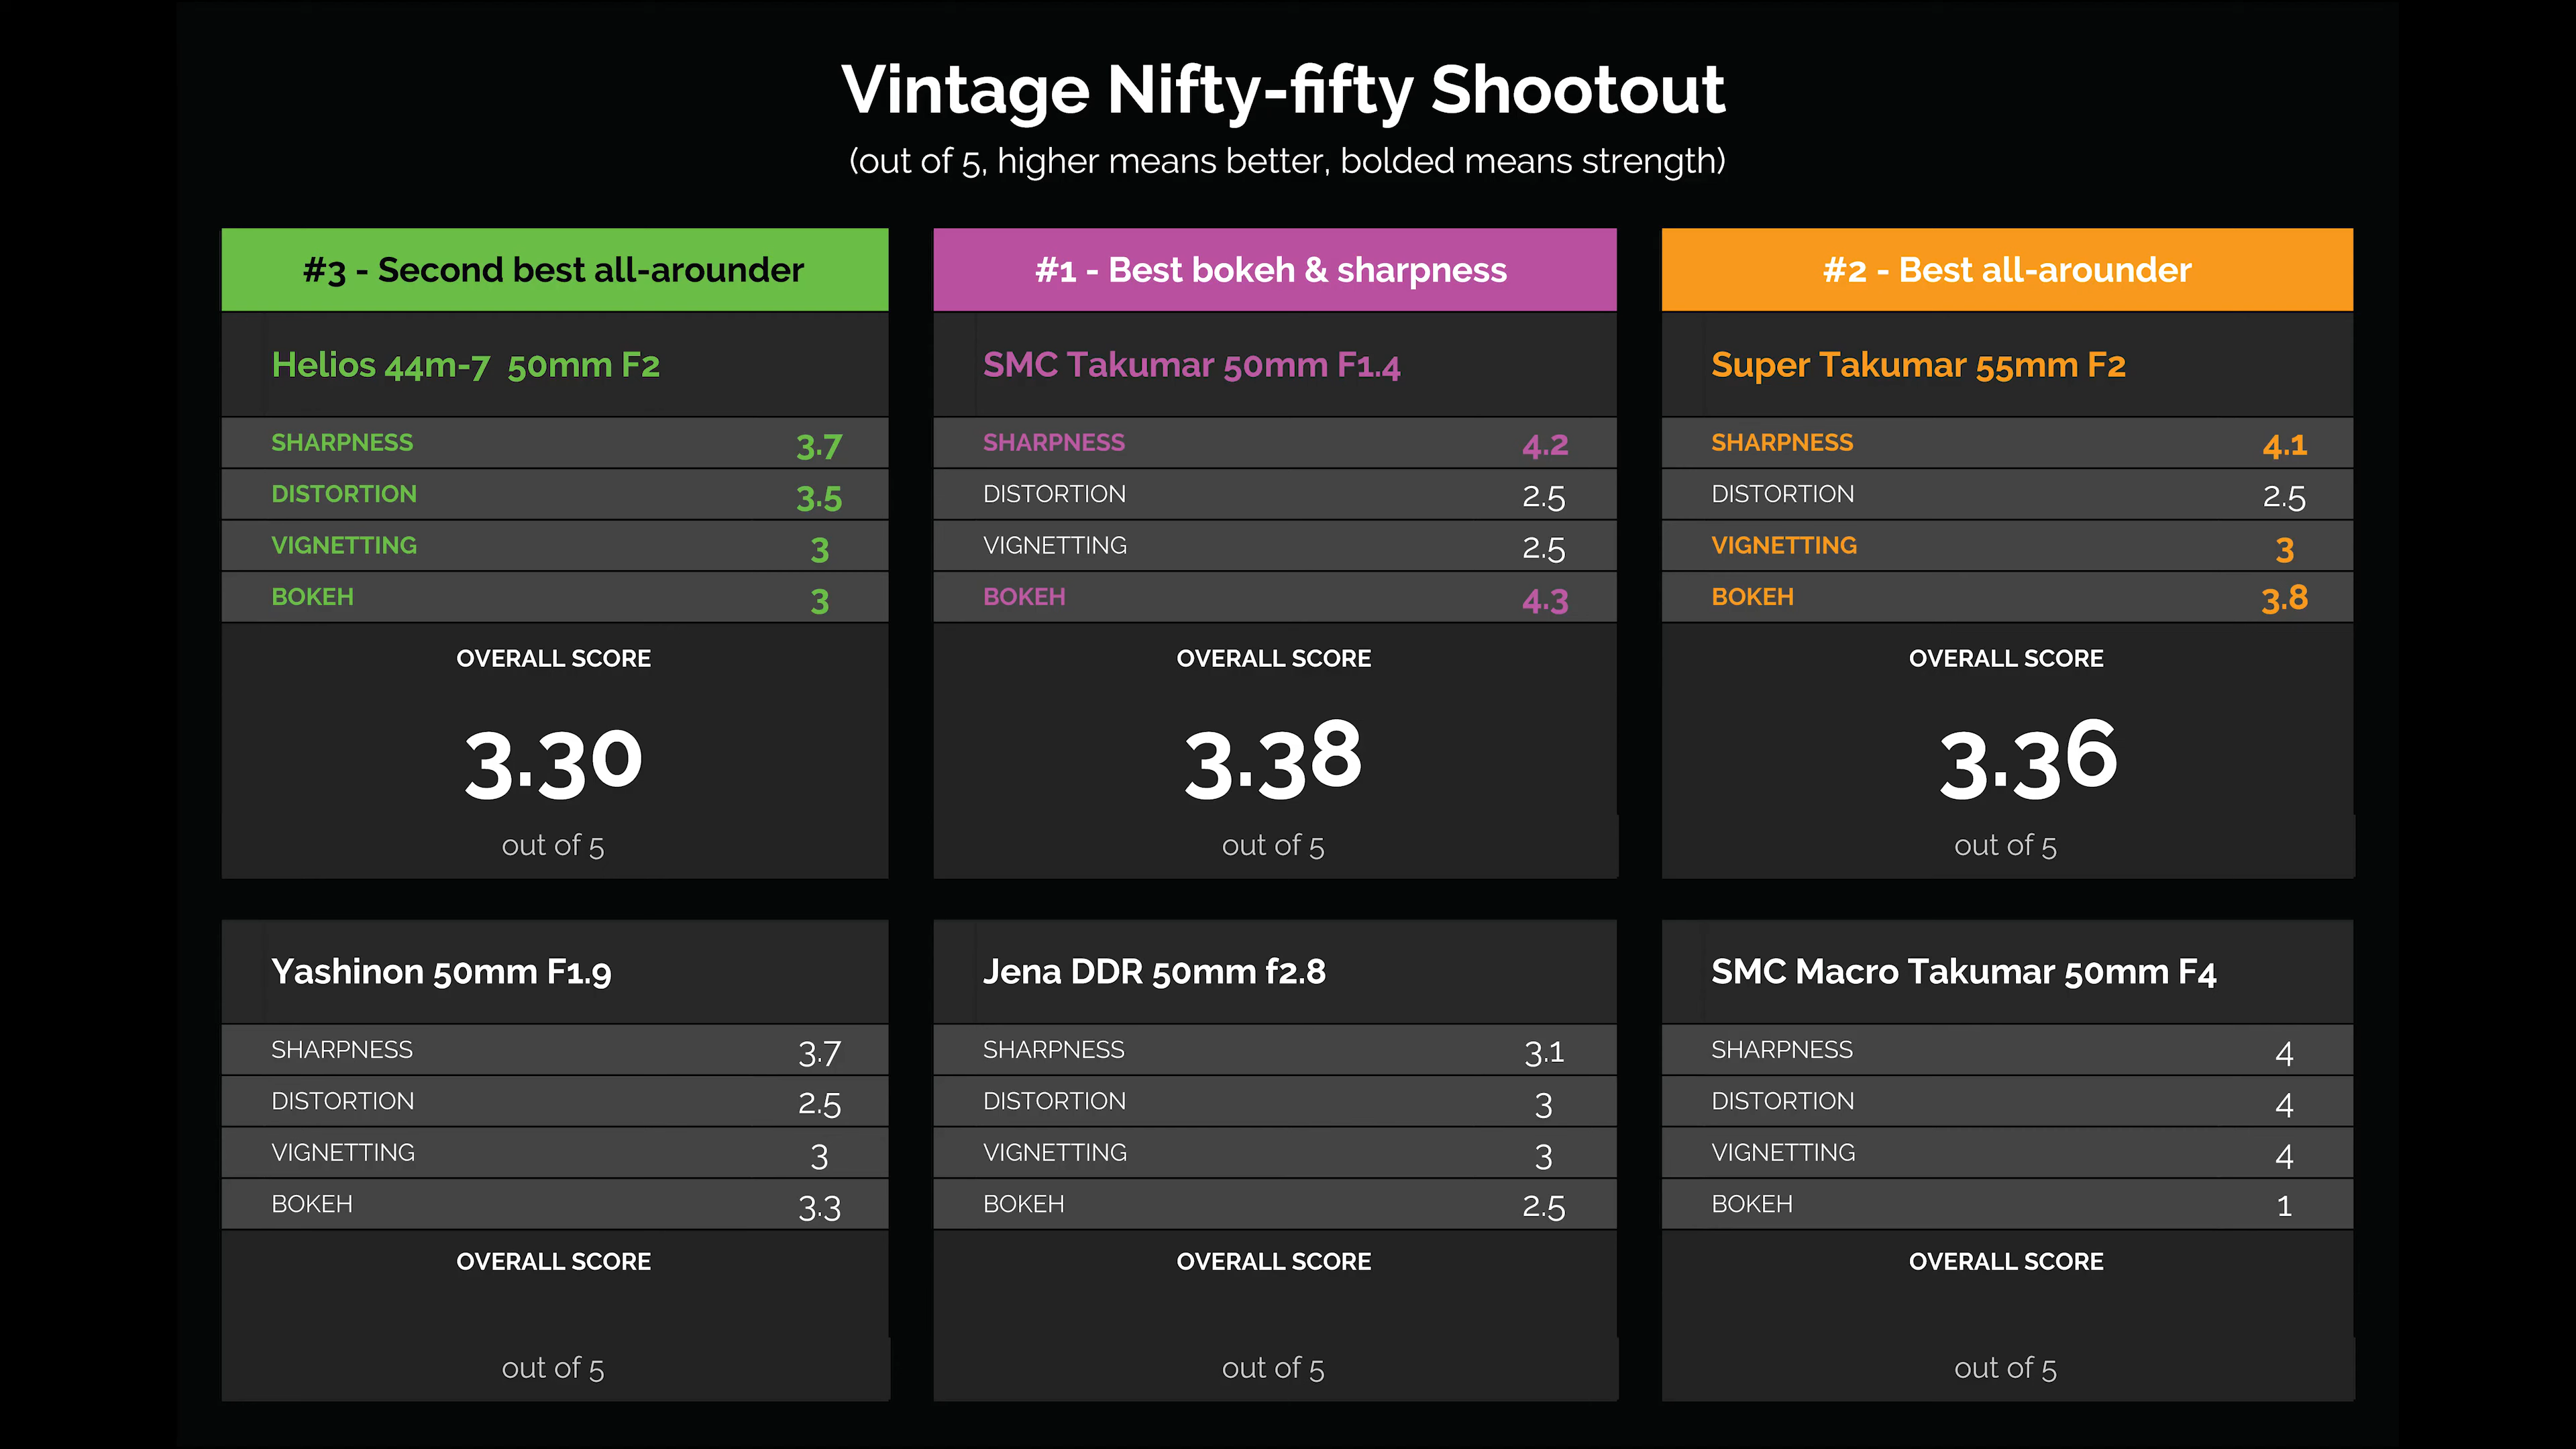 Vintage Nifty-fifty Shootout
(out of 5, higher means better, bolded means strength)
#3 - Second best all-arounder
Helios 44m-7 50mm F2
SHARPNESS 3.7
DISTORTION 3.5
VIGNETTING 3
BOKEH 3
OVERALL SCORE
3.30
out of 5
#1 - Best bokeh & sharpness
SMC Takumar 50mm F1.4
SHARPNESS 4.2
DISTORTION 2.5
VIGNETTING 2.5
BOKEH 4.3
OVERALL SCORE
3.38
out of 5
#2 - Best all-arounder
Super Takumar 55mm F2
SHARPNESS 4.1
DISTORTION 2.5
VIGNETTING 3
BOKEH 3.8
OVERALL SCORE
3.36
out of 5
Yashinon 50mm F1.9
SHARPNESS 3.7
DISTORTION 2.5
VIGNETTING 3
BOKEH 3.3
OVERALL SCORE
out of 5
Jena DDR 50mm f2.8
SHARPNESS 3.1
DISTORTION 3
VIGNETTING 3
BOKEH 2.5
OVERALL SCORE
out of 5
SMC Macro Takumar 50mm F4
SHARPNESS 4
DISTORTION 4
VIGNETTING 4
BOKEH 1
OVERALL SCORE
out of 5